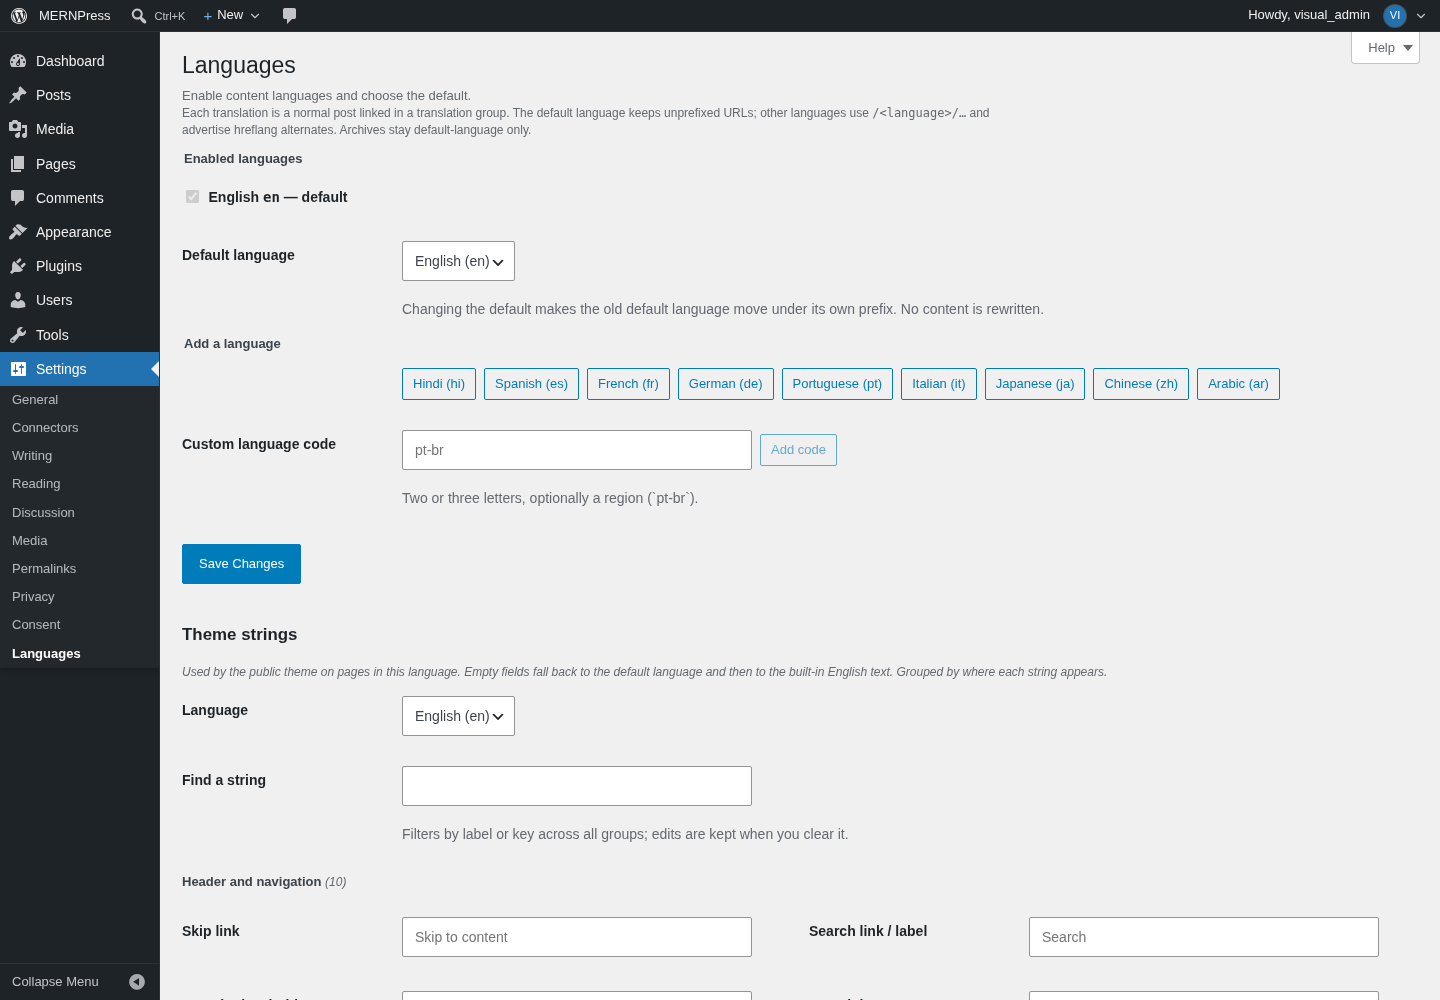 MERNPress Ctrl+K + New Howdy, visual_admin VI
Help
Dashboard
Posts
Media
Pages
Comments
Appearance
Plugins
Users
Tools
Settings
General
Connectors
Writing
Reading
Discussion
Media
Permalinks
Privacy
Consent
Languages
Collapse Menu
Languages
Enable content languages and choose the default.
Each translation is a normal post linked in a translation group. The default language keeps unprefixed URLs; other languages use /<language>/… and
advertise hreflang alternates. Archives stay default-language only.
Enabled languages
English en — default
Default language English (en)
Changing the default makes the old default language move under its own prefix. No content is rewritten.
Add a language
Hindi (hi) Spanish (es) French (fr) German (de) Portuguese (pt) Italian (it) Japanese (ja) Chinese (zh) Arabic (ar)
Custom language code pt-br Add code
Two or three letters, optionally a region (`pt-br`).
Save Changes
Theme strings
Used by the public theme on pages in this language. Empty fields fall back to the default language and then to the built-in English text. Grouped by where each string appears.
Language English (en)
Find a string
Filters by label or key across all groups; edits are kept when you clear it.
Header and navigation (10)
Skip link Skip to content Search link / label Search